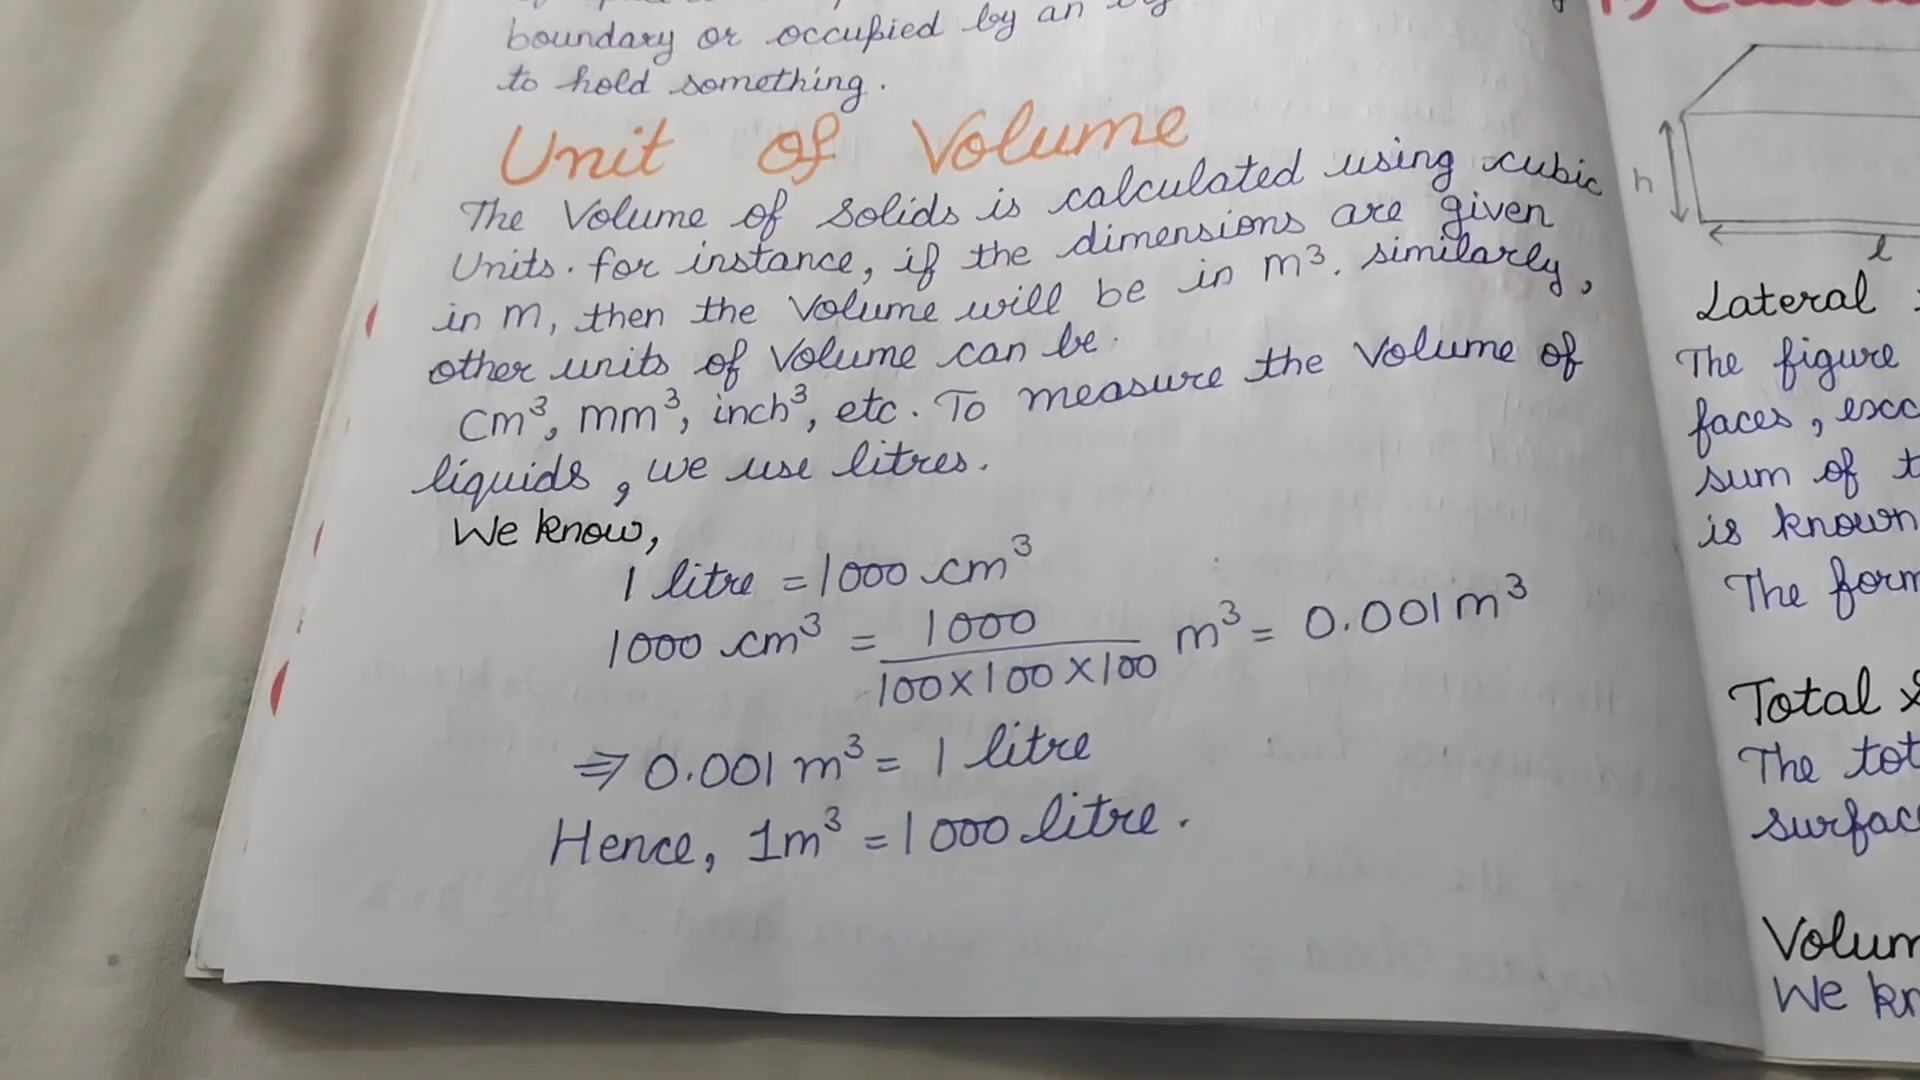 boundary or occupied by an
to hold something.
Unit of Volume
The Volume of solids is calculated using cubic
Units. for instance, if the dimensions are given
in m, then the Volume will be in m³. similarly,
other units of Volume can be.
cm³, mm³, inch³, etc. To measure the Volume of
liquids, we use litres.
We know,
1 litre = 1000 cm³
1000 cm³ = 1000 / 100×100×100 m³ = 0.001 m³
⇒ 0.001 m³ = 1 litre
Hence, 1m³ = 1000 litre.
h
l
Lateral
The figure
faces,
sum of
is known
The
Total
The
We